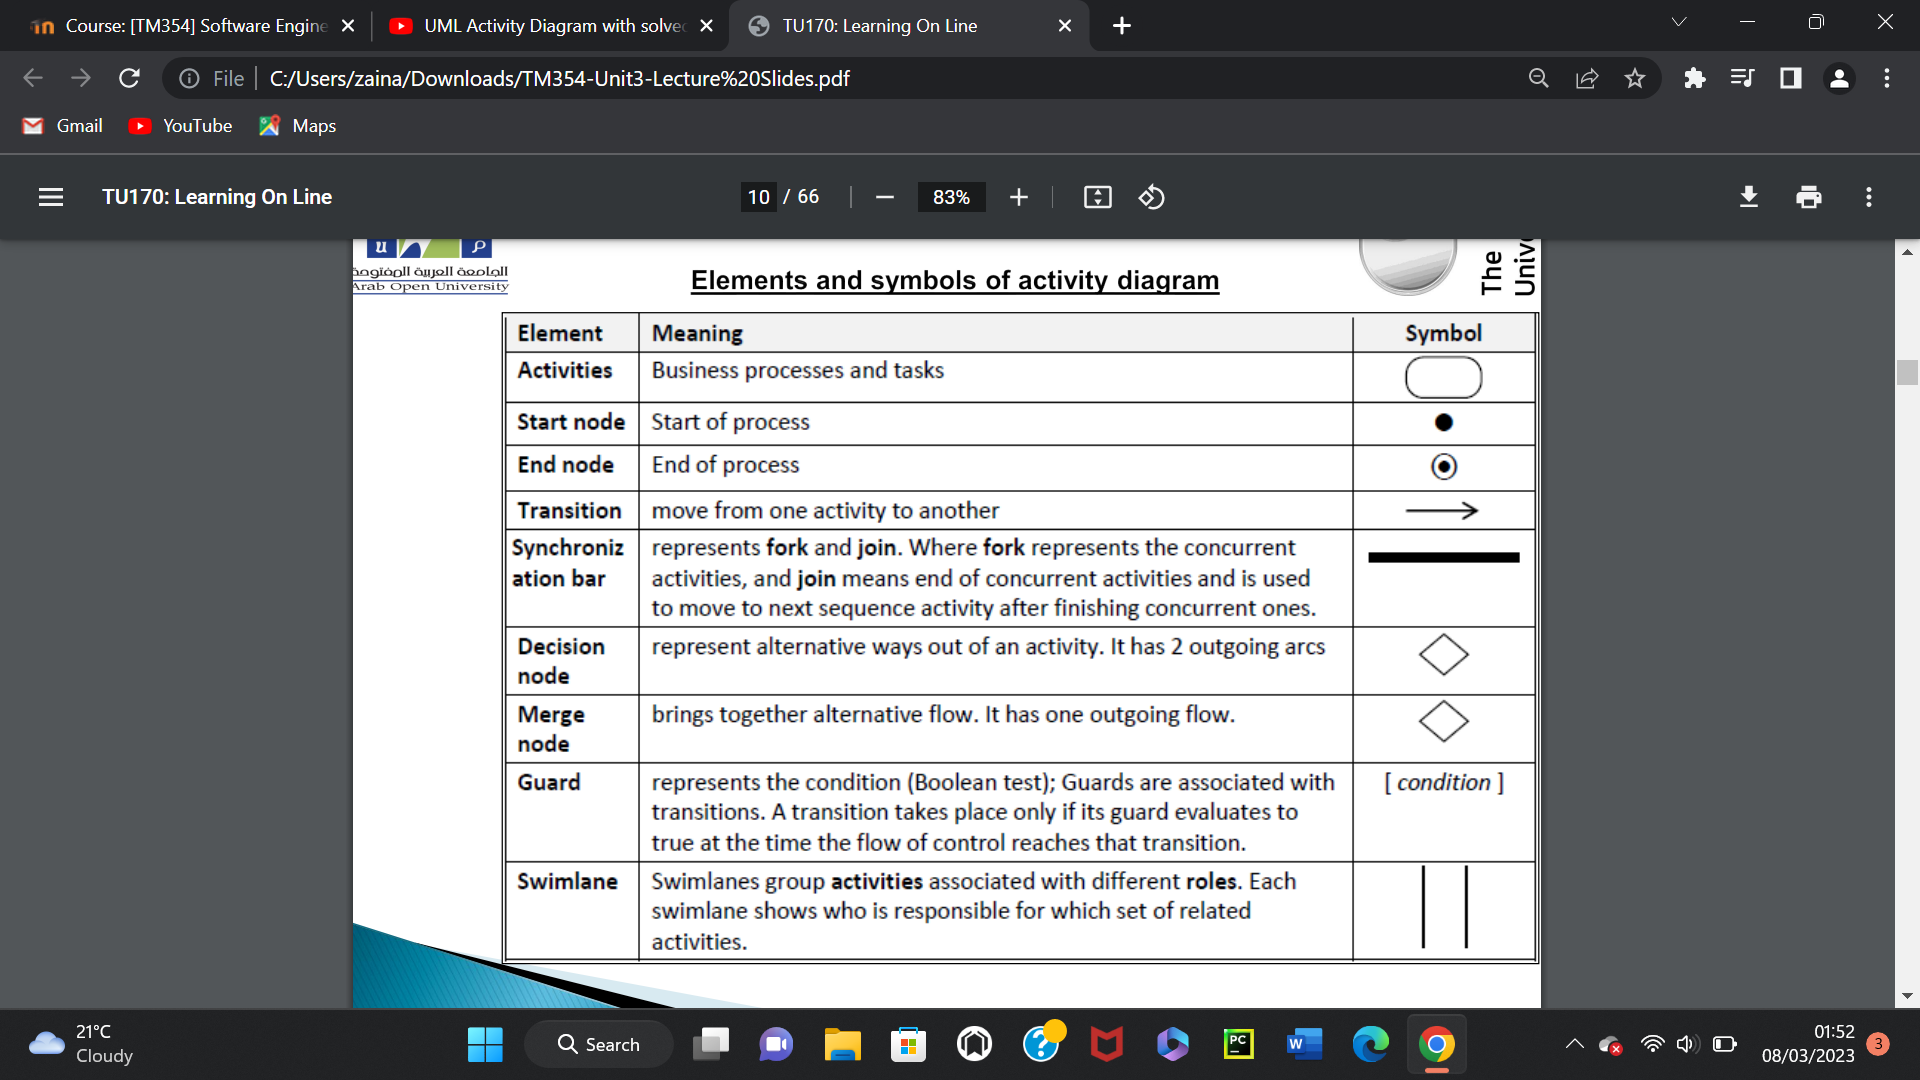 Course: [TM354] Software Engine
UML Activity Diagram with solve
TU170: Learning On Line
File
C:/Users/zaina/Downloads/TM354-Unit3-Lecture%20Slides.pdf
Gmail
YouTube
Maps
TU170: Learning On Line
10 / 66
83%
الجامعة العربية المفتوحة
Arab Open University
The
Unive
Elements and symbols of activity diagram
Element Meaning Symbol
Activities Business processes and tasks
Start node Start of process
End node End of process
Transition move from one activity to another
Synchroniz represents fork and join. Where fork represents the concurrent
ation bar activities, and join means end of concurrent activities and is used
to move to next sequence activity after finishing concurrent ones.
Decision represent alternative ways out of an activity. It has 2 outgoing arcs
node
Merge brings together alternative flow. It has one outgoing flow.
node
Guard represents the condition (Boolean test); Guards are associated with [ condition ]
transitions. A transition takes place only if its guard evaluates to
true at the time the flow of control reaches that transition.
Swimlane Swimlanes group activities associated with different roles. Each
swimlane shows who is responsible for which set of related
activities.
21°C
Cloudy
Search
PC
W
01:52
08/03/2023
3